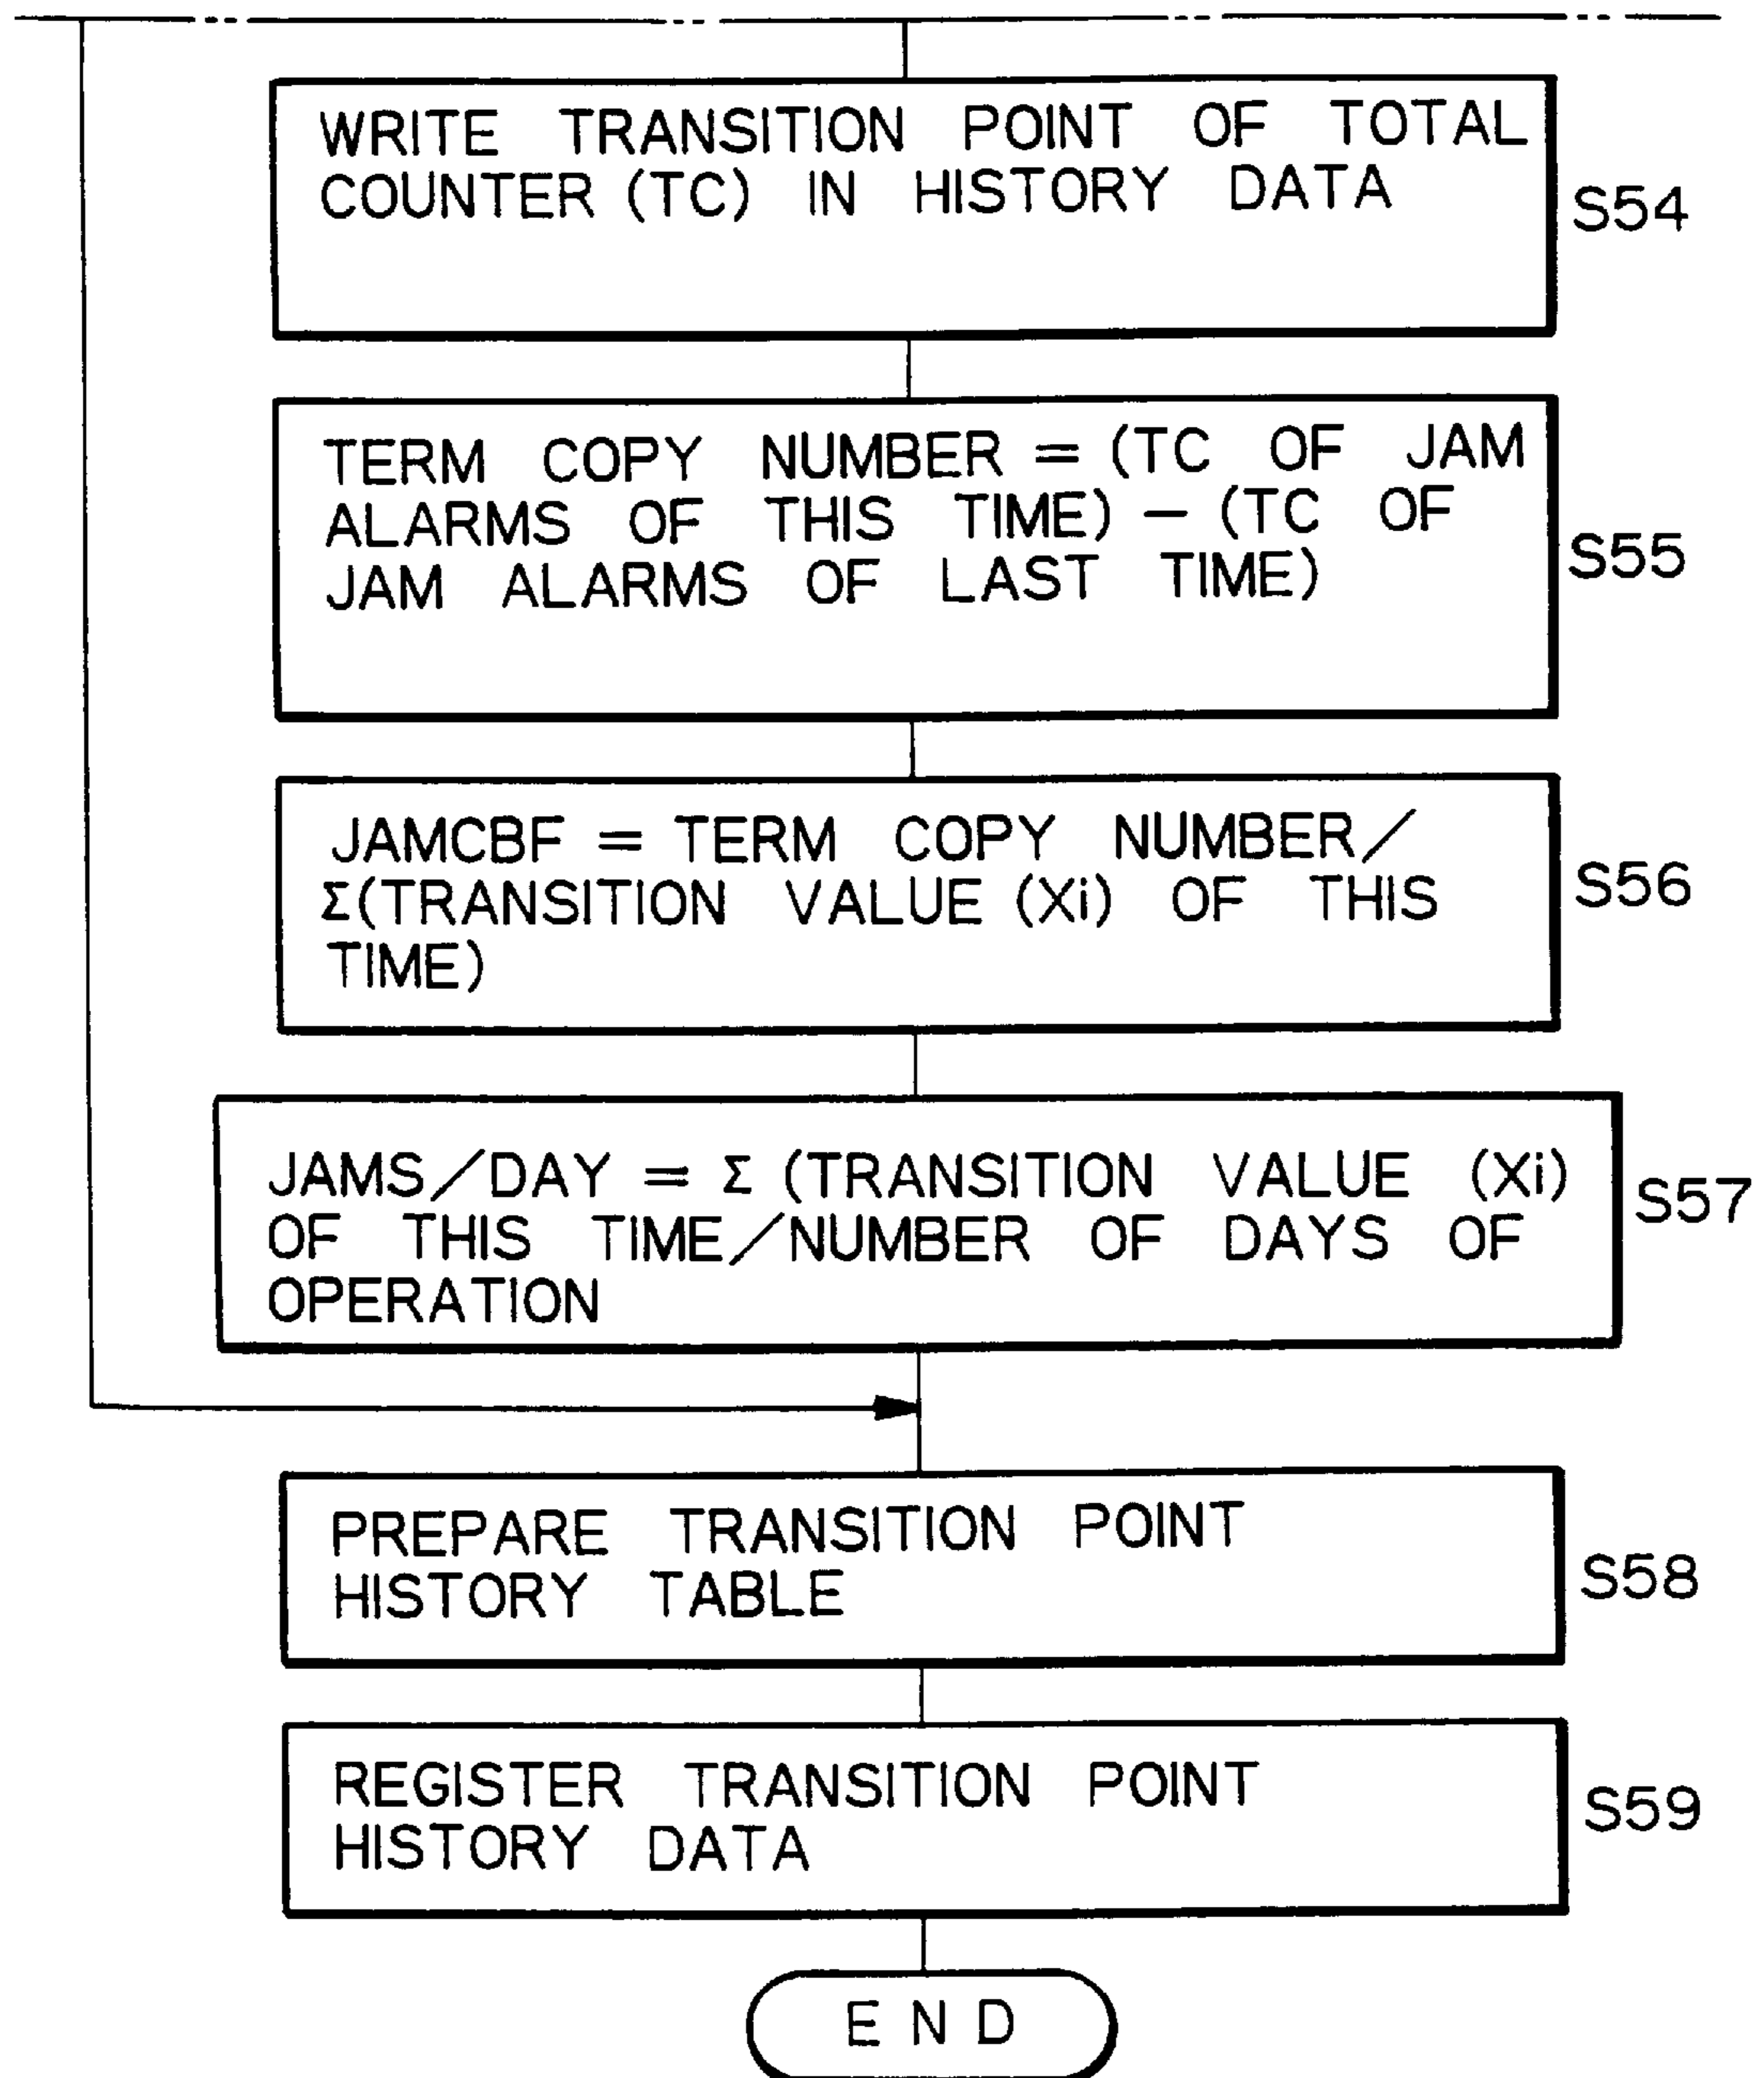 WRITE TRANSITION POINT OF TOTAL
COUNTER (TC) IN HISTORY DATA
S54
TERM COPY NUMBER = (TC OF JAM
ALARMS OF THIS TIME) − (TC OF
JAM ALARMS OF LAST TIME)
S55
JAMCBF = TERM COPY NUMBER/
Σ(TRANSITION VALUE (Xi) OF THIS
TIME)
S56
JAMS/DAY = Σ (TRANSITION VALUE (Xi)
OF THIS TIME/NUMBER OF DAYS OF
OPERATION
S57
PREPARE TRANSITION POINT
HISTORY TABLE
S58
REGISTER TRANSITION POINT
HISTORY DATA
S59
END